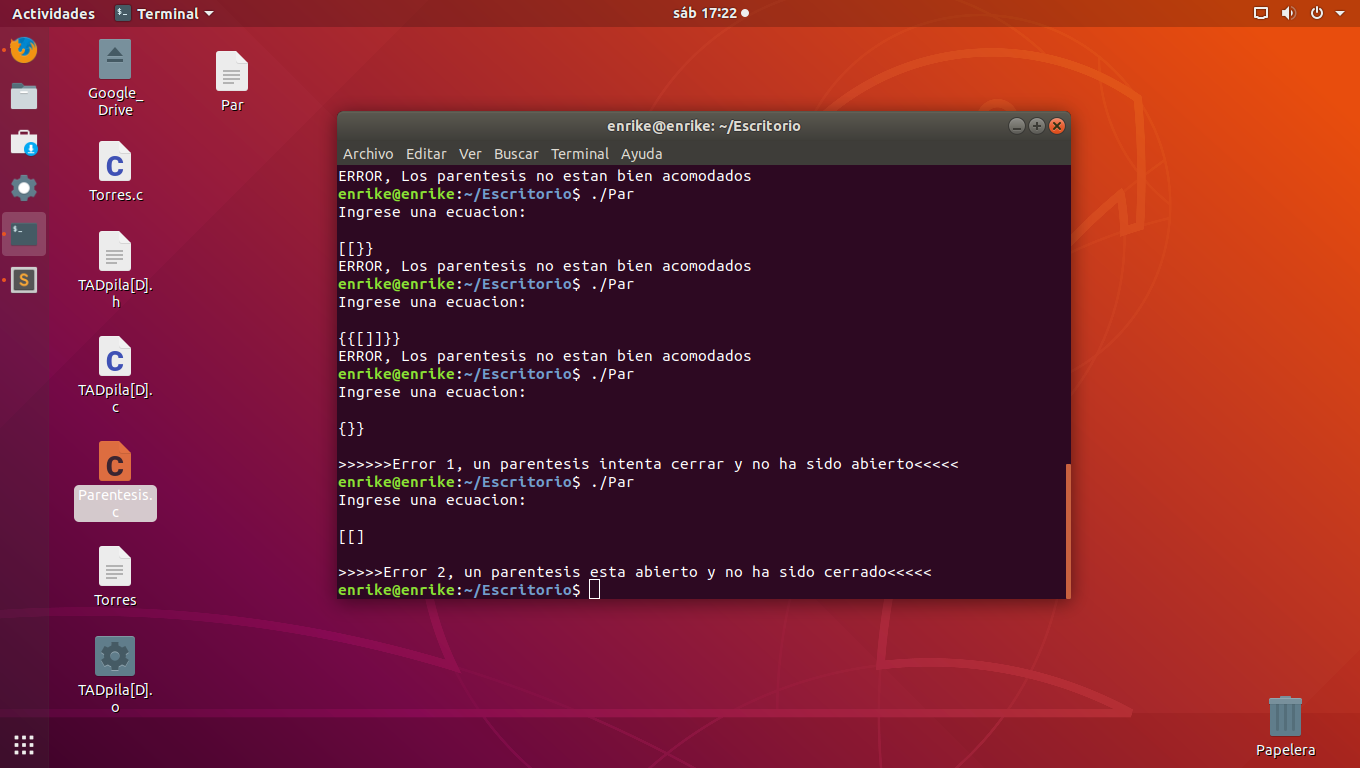 Actividades
Terminal
sáb 17:22
Google_
Drive
Par
Torres.c
TADpila[D].
h
TADpila[D].
c
Parentesis.
c
Torres
TADpila[D].
o
enrike@enrike: ~/Escritorio
Archivo Editar Ver Buscar Terminal Ayuda
ERROR, Los parentesis no estan bien acomodados
enrike@enrike:~/Escritorio$ ./Par
Ingrese una ecuacion:
[[}}
ERROR, Los parentesis no estan bien acomodados
enrike@enrike:~/Escritorio$ ./Par
Ingrese una ecuacion:
{{[]]}}
ERROR, Los parentesis no estan bien acomodados
enrike@enrike:~/Escritorio$ ./Par
Ingrese una ecuacion:
{}}
>>>>>>Error 1, un parentesis intenta cerrar y no ha sido abierto<<<<<
enrike@enrike:~/Escritorio$ ./Par
Ingrese una ecuacion:
[[]
>>>>>Error 2, un parentesis esta abierto y no ha sido cerrado<<<<<
enrike@enrike:~/Escritorio$
Papelera